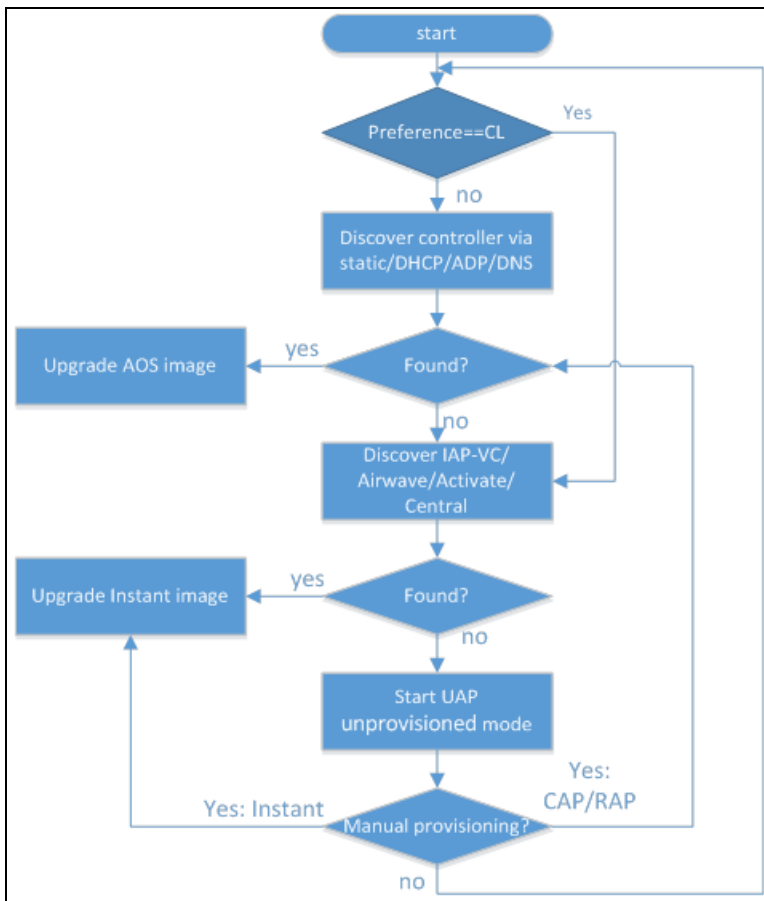 start
Preference==CL
Yes
no
Discover controller via
static/DHCP/ADP/DNS
Upgrade AOS image
yes
Found?
no
Discover IAP-VC/
Airwave/Activate/
Central
Upgrade Instant image
yes
Found?
no
Start UAP
unprovisioned mode
Yes: Instant
Manual provisioning?
Yes:
CAP/RAP
no